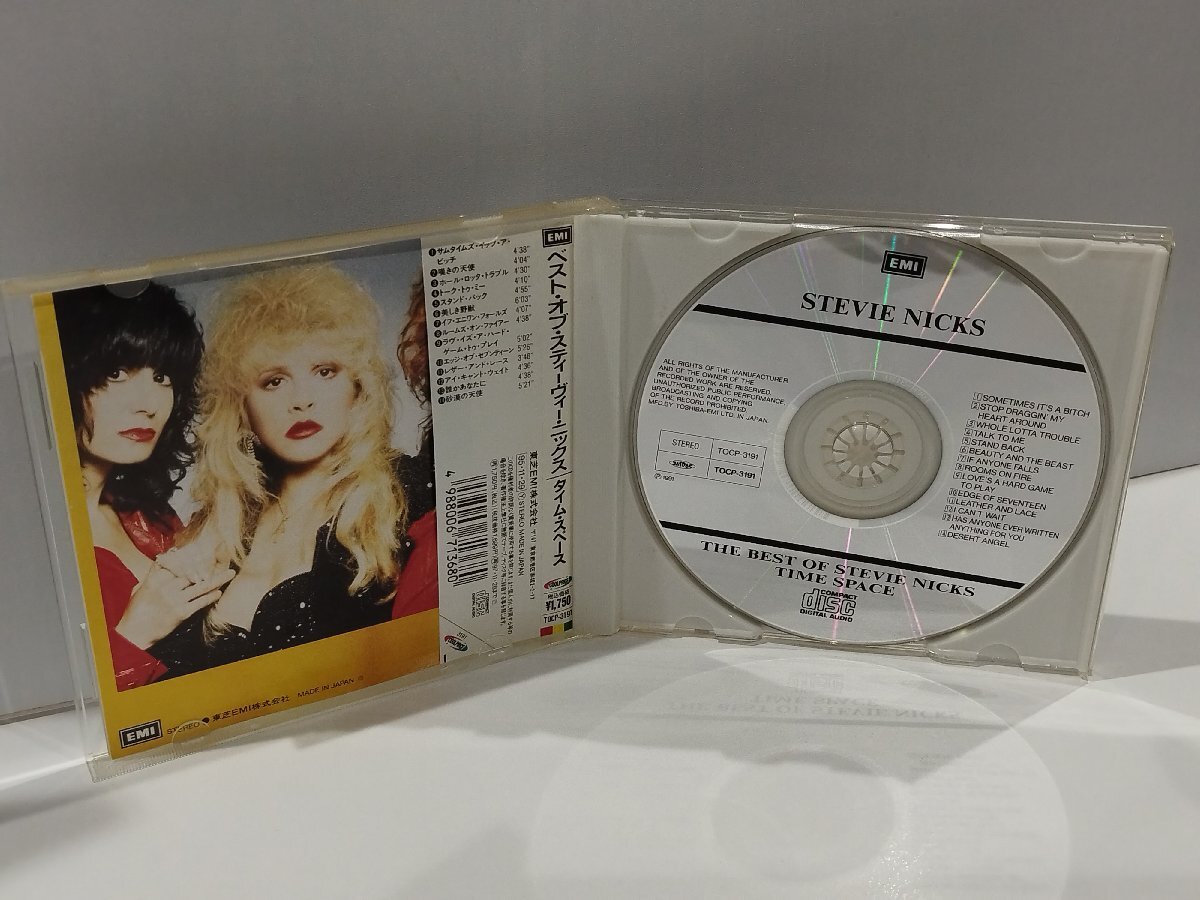 サムタイムズ・イッツ・ア・
ビッチ 4'38"
嘆きの天使 4'04"
ホール・ロッタ・トラブル 4'30"
トーク・トゥ・ミー 4'10"
スタンド・バック 4'55"
美しき野獣 6'03"
イフ・エニワン・フォールズ 4'07"
ルームズ・オン・ファイアー 4'38"
ラヴ・イズ・ア・ハード・
ゲーム・トゥ・プレイ 5'02"
エッジ・オブ・セブンティーン 5'26"
レザー・アンド・レース 3'48"
アイ・キャント・ウェイト 4'36"
誰かあなたに 4'36"
砂漠の天使 5'21"
EMI
ベスト・オブ・スティーヴィー・ニックス/タイム・スペース
東芝EMI株式会社
STEREO MADE IN JAPAN
4 988006 713680
税込価格
¥1,750
TOCP-3191
3191
EMI STEREO 東芝EMI株式会社 MADE IN JAPAN
EMI
STEVIE NICKS
ALL RIGHTS OF THE MANUFACTURER
AND OF THE OWNER OF THE
RECORDED WORK ARE RESERVED.
UNAUTHORIZED PUBLIC PERFORMANCE,
BROADCASTING AND COPYING
OF THE RECORD PROHIBITED.
MFG.BY TOSHIBA-EMI LTD. IN JAPAN.
STEREO TOCP-3191
TOCP-3191
1 SOMETIMES IT'S A BITCH
2 STOP DRAGGIN' MY
HEART AROUND
3 WHOLE LOTTA TROUBLE
4 TALK TO ME
5 STAND BACK
6 BEAUTY AND THE BEAST
7 IF ANYONE FALLS
8 ROOMS ON FIRE
9 LOVE'S A HARD GAME
TO PLAY
10 EDGE OF SEVENTEEN
11 LEATHER AND LACE
12 I CAN'T WAIT
13 HAS ANYONE EVER WRITTEN
ANYTHING FOR YOU
14 DESERT ANGEL
THE BEST OF STEVIE NICKS
TIME SPACE
COMPACT
disc
DIGITAL AUDIO